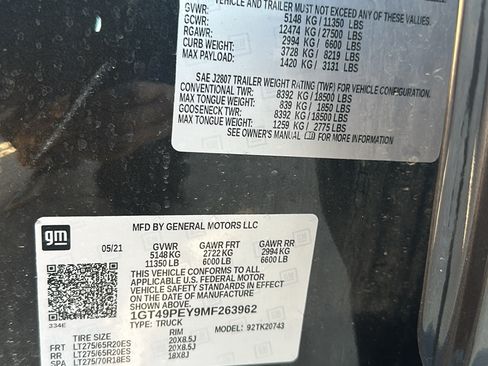 VEHICLE AND TRAILER MUST NOT EXCEED ANY OF THESE VALUES.
GVWR: 5148 KG / 11350 LBS
GCWR: 12474 KG / 27500 LBS
RGAWR: 2994 KG / 6600 LBS
CURB WEIGHT: 3728 KG / 8219 LBS
MAX PAYLOAD: 1420 KG / 3131 LBS
SAE J2807 TRAILER WEIGHT RATING (TWR) FOR VEHICLE CONFIGURATION.
CONVENTIONAL TWR: 8392 KG / 18500 LBS
MAX TONGUE WEIGHT: 839 KG / 1850 LBS
GOOSENECK TWR: 8392 KG / 18500 LBS
MAX TONGUE WEIGHT: 1259 KG / 2775 LBS
SEE OWNER'S MANUAL FOR MORE INFORMATION
gm
MFD BY GENERAL MOTORS LLC
05/21 GVWR GAWR FRT GAWR RR
5148 KG 2722 KG 2994 KG
11350 LB 6000 LB 6600 LB
THIS VEHICLE CONFORMS TO ALL
APPLICABLE U.S. FEDERAL MOTOR
VEHICLE SAFETY STANDARDS IN
EFFECT ON THE DATE OF
MANUFACTURE SHOWN ABOVE.
1GT49PEY9MF263962
334E TYPE: TRUCK MODEL: 92TK20743
TIRE SIZE RIM
FRT LT275/65R20ES 20X8.5J
RR LT275/65R20ES 20X8.5J
SPA LT275/70R18ES 18X8J